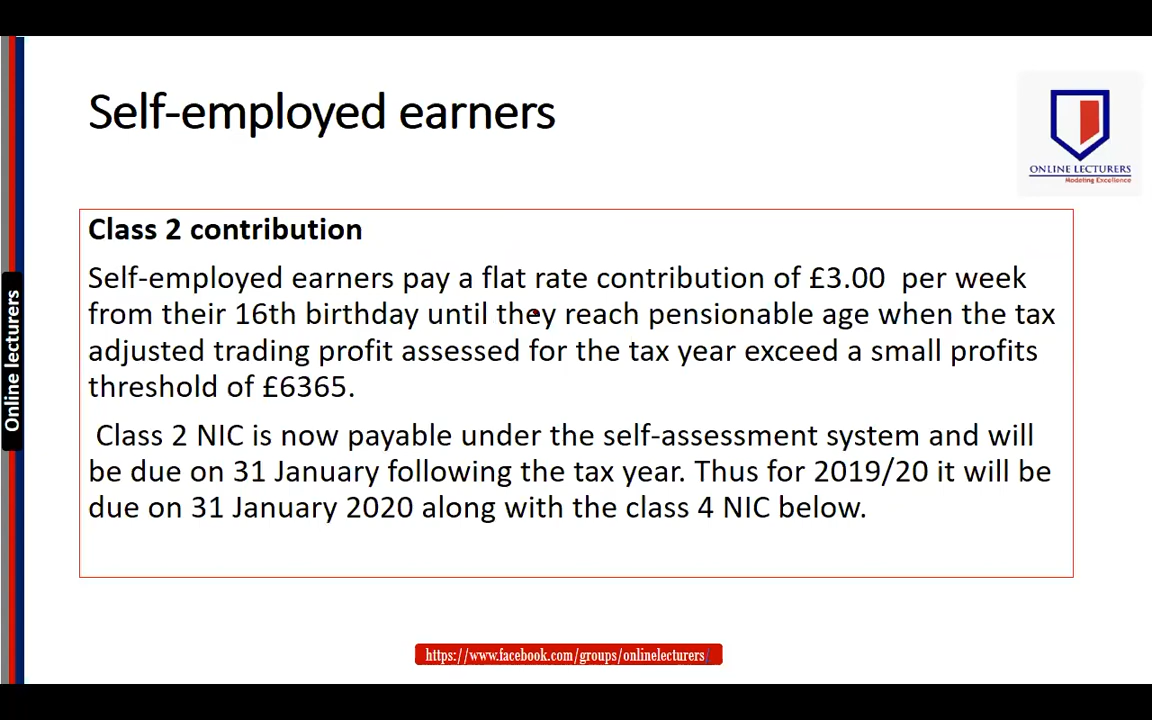 Self-employed earners
ONLINE LECTURERS
Modeling Excellence
Class 2 contribution
Self-employed earners pay a flat rate contribution of £3.00 per week
from their 16th birthday until they reach pensionable age when the tax
adjusted trading profit assessed for the tax year exceed a small profits
threshold of £6365.
Class 2 NIC is now payable under the self-assessment system and will
be due on 31 January following the tax year. Thus for 2019/20 it will be
due on 31 January 2020 along with the class 4 NIC below.
Online lecturers
https://www.facebook.com/groups/onlinelecturers/